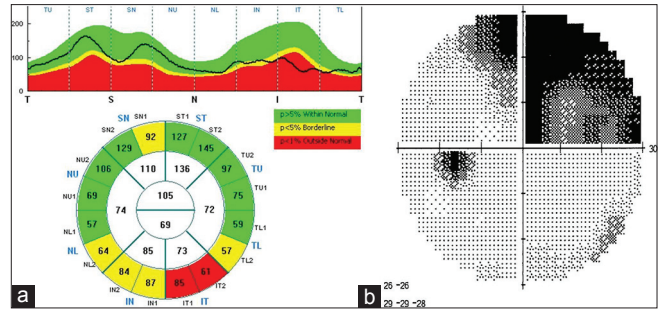 TU ST SN NU NL IN IT TL
200
100
0
T S N I T
p>5% Within Normal
p<5% Borderline
p<1% Outside Normal
SN SN1 ST1 ST
SN2 92 127 ST2
129 145
NU2 110 136 TU2
NU 106 97 TU
105
NU1 69 75 TU1
74 72
57 59
NL1 69 TL1
NL 64 57 TL
NL2 85 73 TL2
84 61
IN2 87 85 IT2
IN IN1 IT1 IT
a
30
26 -26
29 -29 -28
b